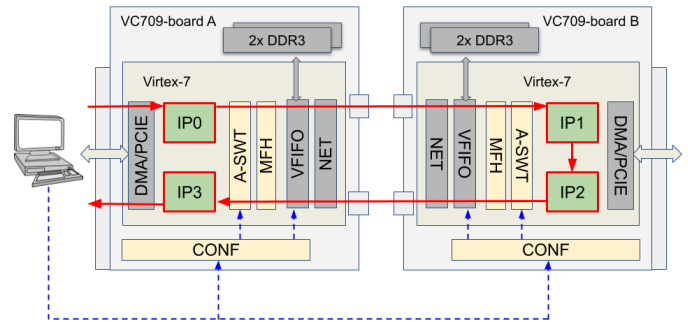 VC709-board A
VC709-board B
2x DDR3
2x DDR3
Virtex-7
Virtex-7
DMA/PCIE
IP0
IP3
A-SWT
MFH
VFIFO
NET
NET
VFIFO
MFH
A-SWT
IP1
IP2
DMA/PCIE
CONF
CONF